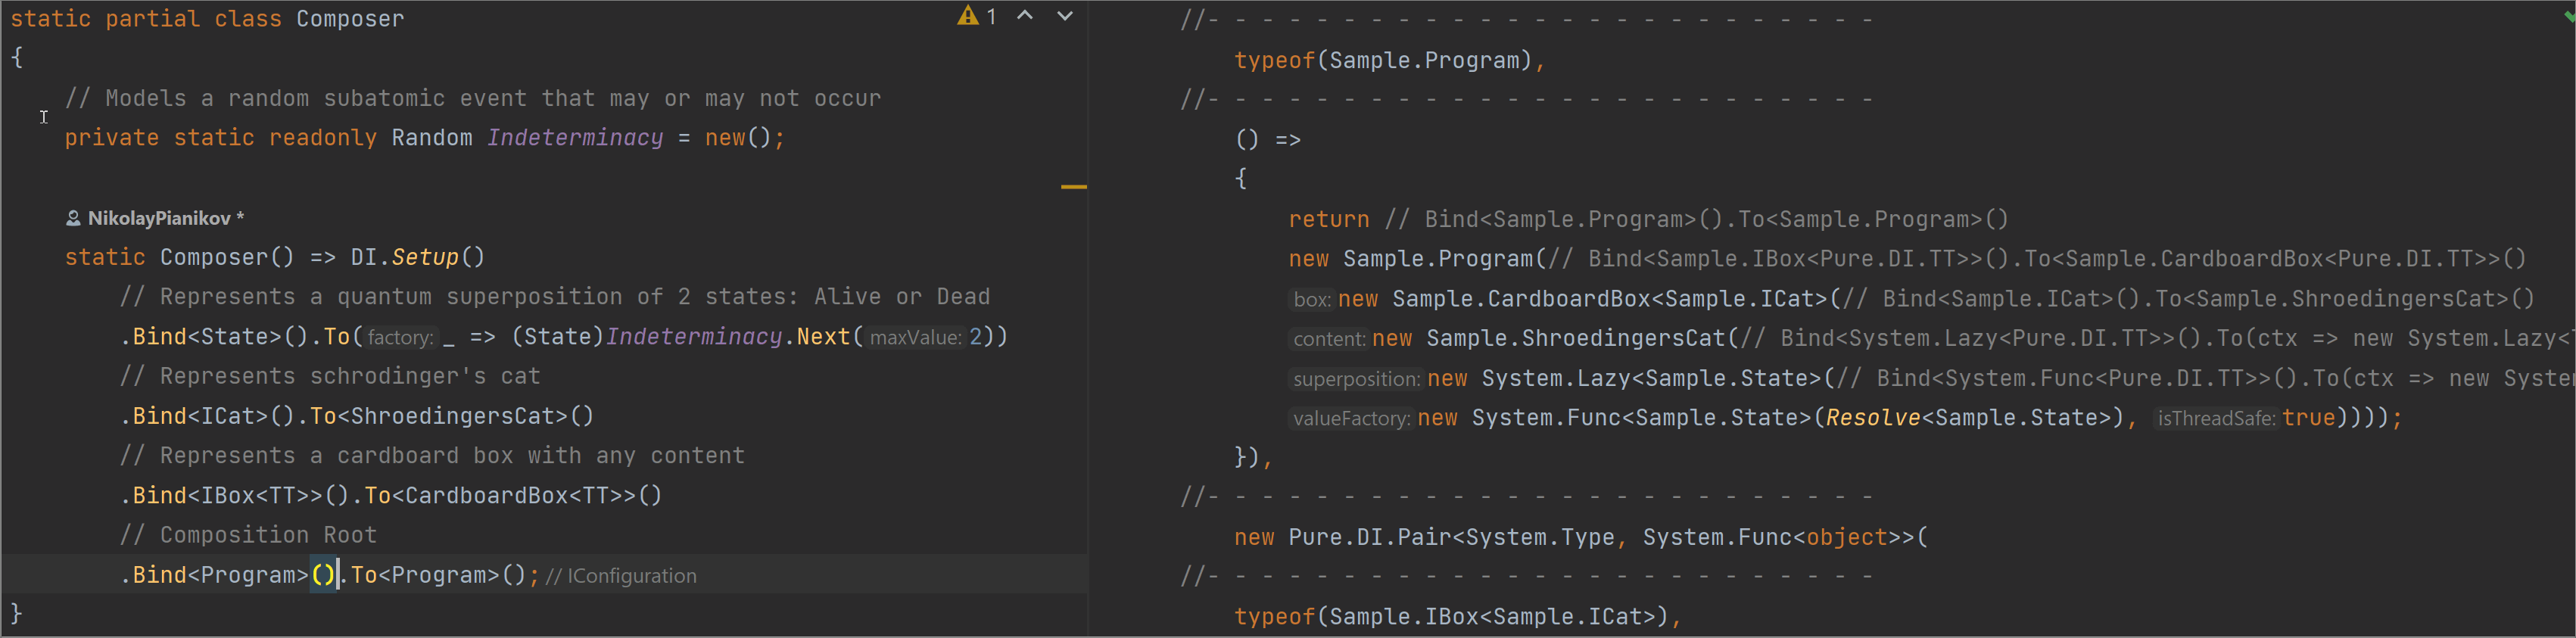 static partial class Composer
1
{
// Models a random subatomic event that may or may not occur
private static readonly Random Indeterminacy = new();
NikolayPianikov *
static Composer() => DI.Setup()
// Represents a quantum superposition of 2 states: Alive or Dead
.Bind<State>().To(factory: _ => (State)Indeterminacy.Next(maxValue: 2))
// Represents schrodinger's cat
.Bind<ICat>().To<ShroedingersCat>()
// Represents a cardboard box with any content
.Bind<IBox<TT>>().To<CardboardBox<TT>>()
// Composition Root
.Bind<Program>().To<Program>(); // IConfiguration
}
//- - - - - - - - - - - - - - - - - - - - - - - - -
typeof(Sample.Program),
//- - - - - - - - - - - - - - - - - - - - - - - - -
() =>
{
return // Bind<Sample.Program>().To<Sample.Program>()
new Sample.Program(// Bind<Sample.IBox<Pure.DI.TT>>().To<Sample.CardboardBox<Pure.DI.TT>>()
box: new Sample.CardboardBox<Sample.ICat>(// Bind<Sample.ICat>().To<Sample.ShroedingersCat>()
content: new Sample.ShroedingersCat(// Bind<System.Lazy<Pure.DI.TT>>().To(ctx => new System.Lazy<
superposition: new System.Lazy<Sample.State>(// Bind<System.Func<Pure.DI.TT>>().To(ctx => new System
valueFactory: new System.Func<Sample.State>(Resolve<Sample.State>), isThreadSafe: true))));
}),
//- - - - - - - - - - - - - - - - - - - - - - - - -
new Pure.DI.Pair<System.Type, System.Func<object>>(
//- - - - - - - - - - - - - - - - - - - - - - - - -
typeof(Sample.IBox<Sample.ICat>),